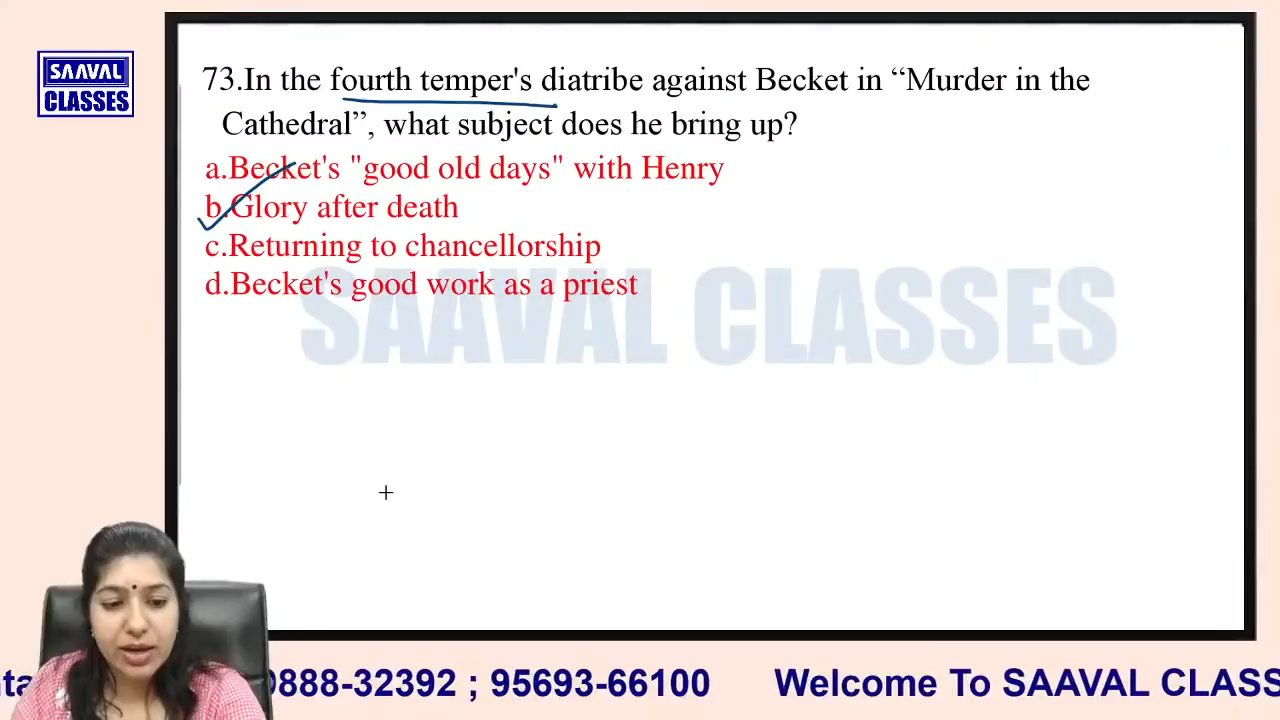 SAAVAL
CLASSES
73.In the fourth temper's diatribe against Becket in “Murder in the
Cathedral”, what subject does he bring up?
a.Becket's "good old days" with Henry
b.Glory after death
c.Returning to chancellorship
d.Becket's good work as a priest
SAAVAL CLASSES
9888-32392 ; 95693-66100 Welcome To SAAVAL